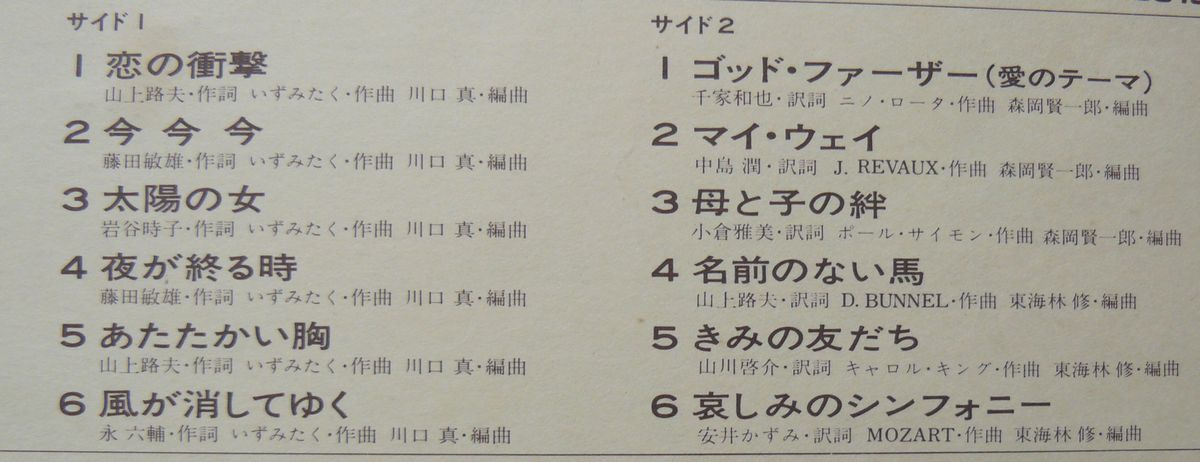 サイド1
1 恋の衝撃
山上路夫・作詞 いずみたく・作曲 川口 真・編曲
2 今 今 今
藤田敏雄・作詞 いずみたく・作曲 川口 真・編曲
3 太陽の女
岩谷時子・作詞 いずみたく・作曲 川口 真・編曲
4 夜が終る時
藤田敏雄・作詞 いずみたく・作曲 川口 真・編曲
5 あたたかい胸
山上路夫・作詞 いずみたく・作曲 川口 真・編曲
6 風が消してゆく
永 六輔・作詞 いずみたく・作曲 川口 真・編曲
サイド2
1 ゴッド・ファーザー(愛のテーマ)
千家和也・訳詞 ニノ・ロータ・作曲 森岡賢一郎・編曲
2 マイ・ウェイ
中島 潤・訳詞 J. REVAUX・作曲 森岡賢一郎・編曲
3 母と子の絆
小倉雅美・訳詞 ポール・サイモン・作曲 森岡賢一郎・編曲
4 名前のない馬
山上路夫・訳詞 D. BUNNEL・作曲 東海林 修・編曲
5 きみの友だち
山川啓介・訳詞 キャロル・キング・作曲 東海林 修・編曲
6 哀しみのシンフォニー
安井かずみ・訳詞 MOZART・作曲 東海林 修・編曲